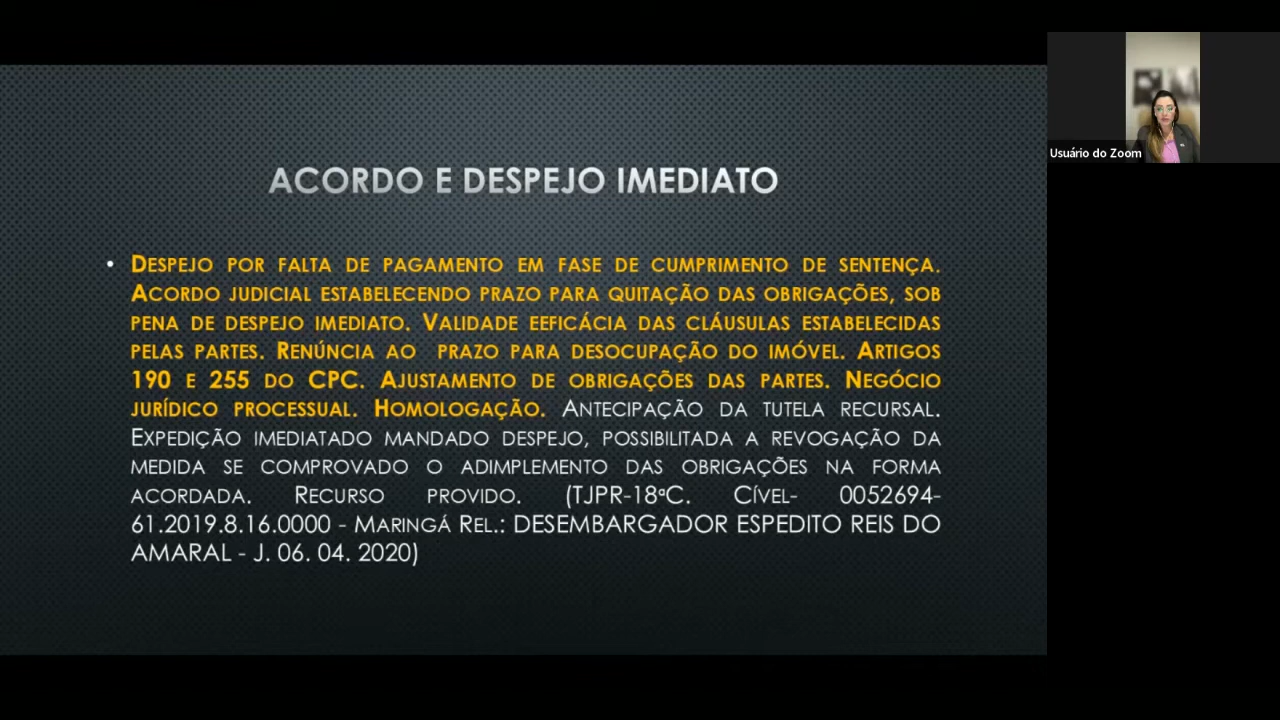 ACORDO E DESPEJO IMEDIATO
• DESPEJO POR FALTA DE PAGAMENTO EM FASE DE CUMPRIMENTO DE SENTENÇA.
ACORDO JUDICIAL ESTABELECENDO PRAZO PARA QUITAÇÃO DAS OBRIGAÇÕES, SOB
PENA DE DESPEJO IMEDIATO. VALIDADE EEFICÁCIA DAS CLÁUSULAS ESTABELECIDAS
PELAS PARTES. RENÚNCIA AO PRAZO PARA DESOCUPAÇÃO DO IMÓVEL. ARTIGOS
190 E 255 DO CPC. AJUSTAMENTO DE OBRIGAÇÕES DAS PARTES. NEGÓCIO
JURÍDICO PROCESSUAL. HOMOLOGAÇÃO. ANTECIPAÇÃO DA TUTELA RECURSAL.
EXPEDIÇÃO IMEDIATADO MANDADO DESPEJO, POSSIBILITADA A REVOGAÇÃO DA
MEDIDA SE COMPROVADO O ADIMPLEMENTO DAS OBRIGAÇÕES NA FORMA
ACORDADA. RECURSO PROVIDO. (TJPR-18ªC. CÍVEL- 0052694-
61.2019.8.16.0000 - MARINGÁ REL.: DESEMBARGADOR ESPEDITO REIS DO
AMARAL - J. 06. 04. 2020)
Usuário do Zoom